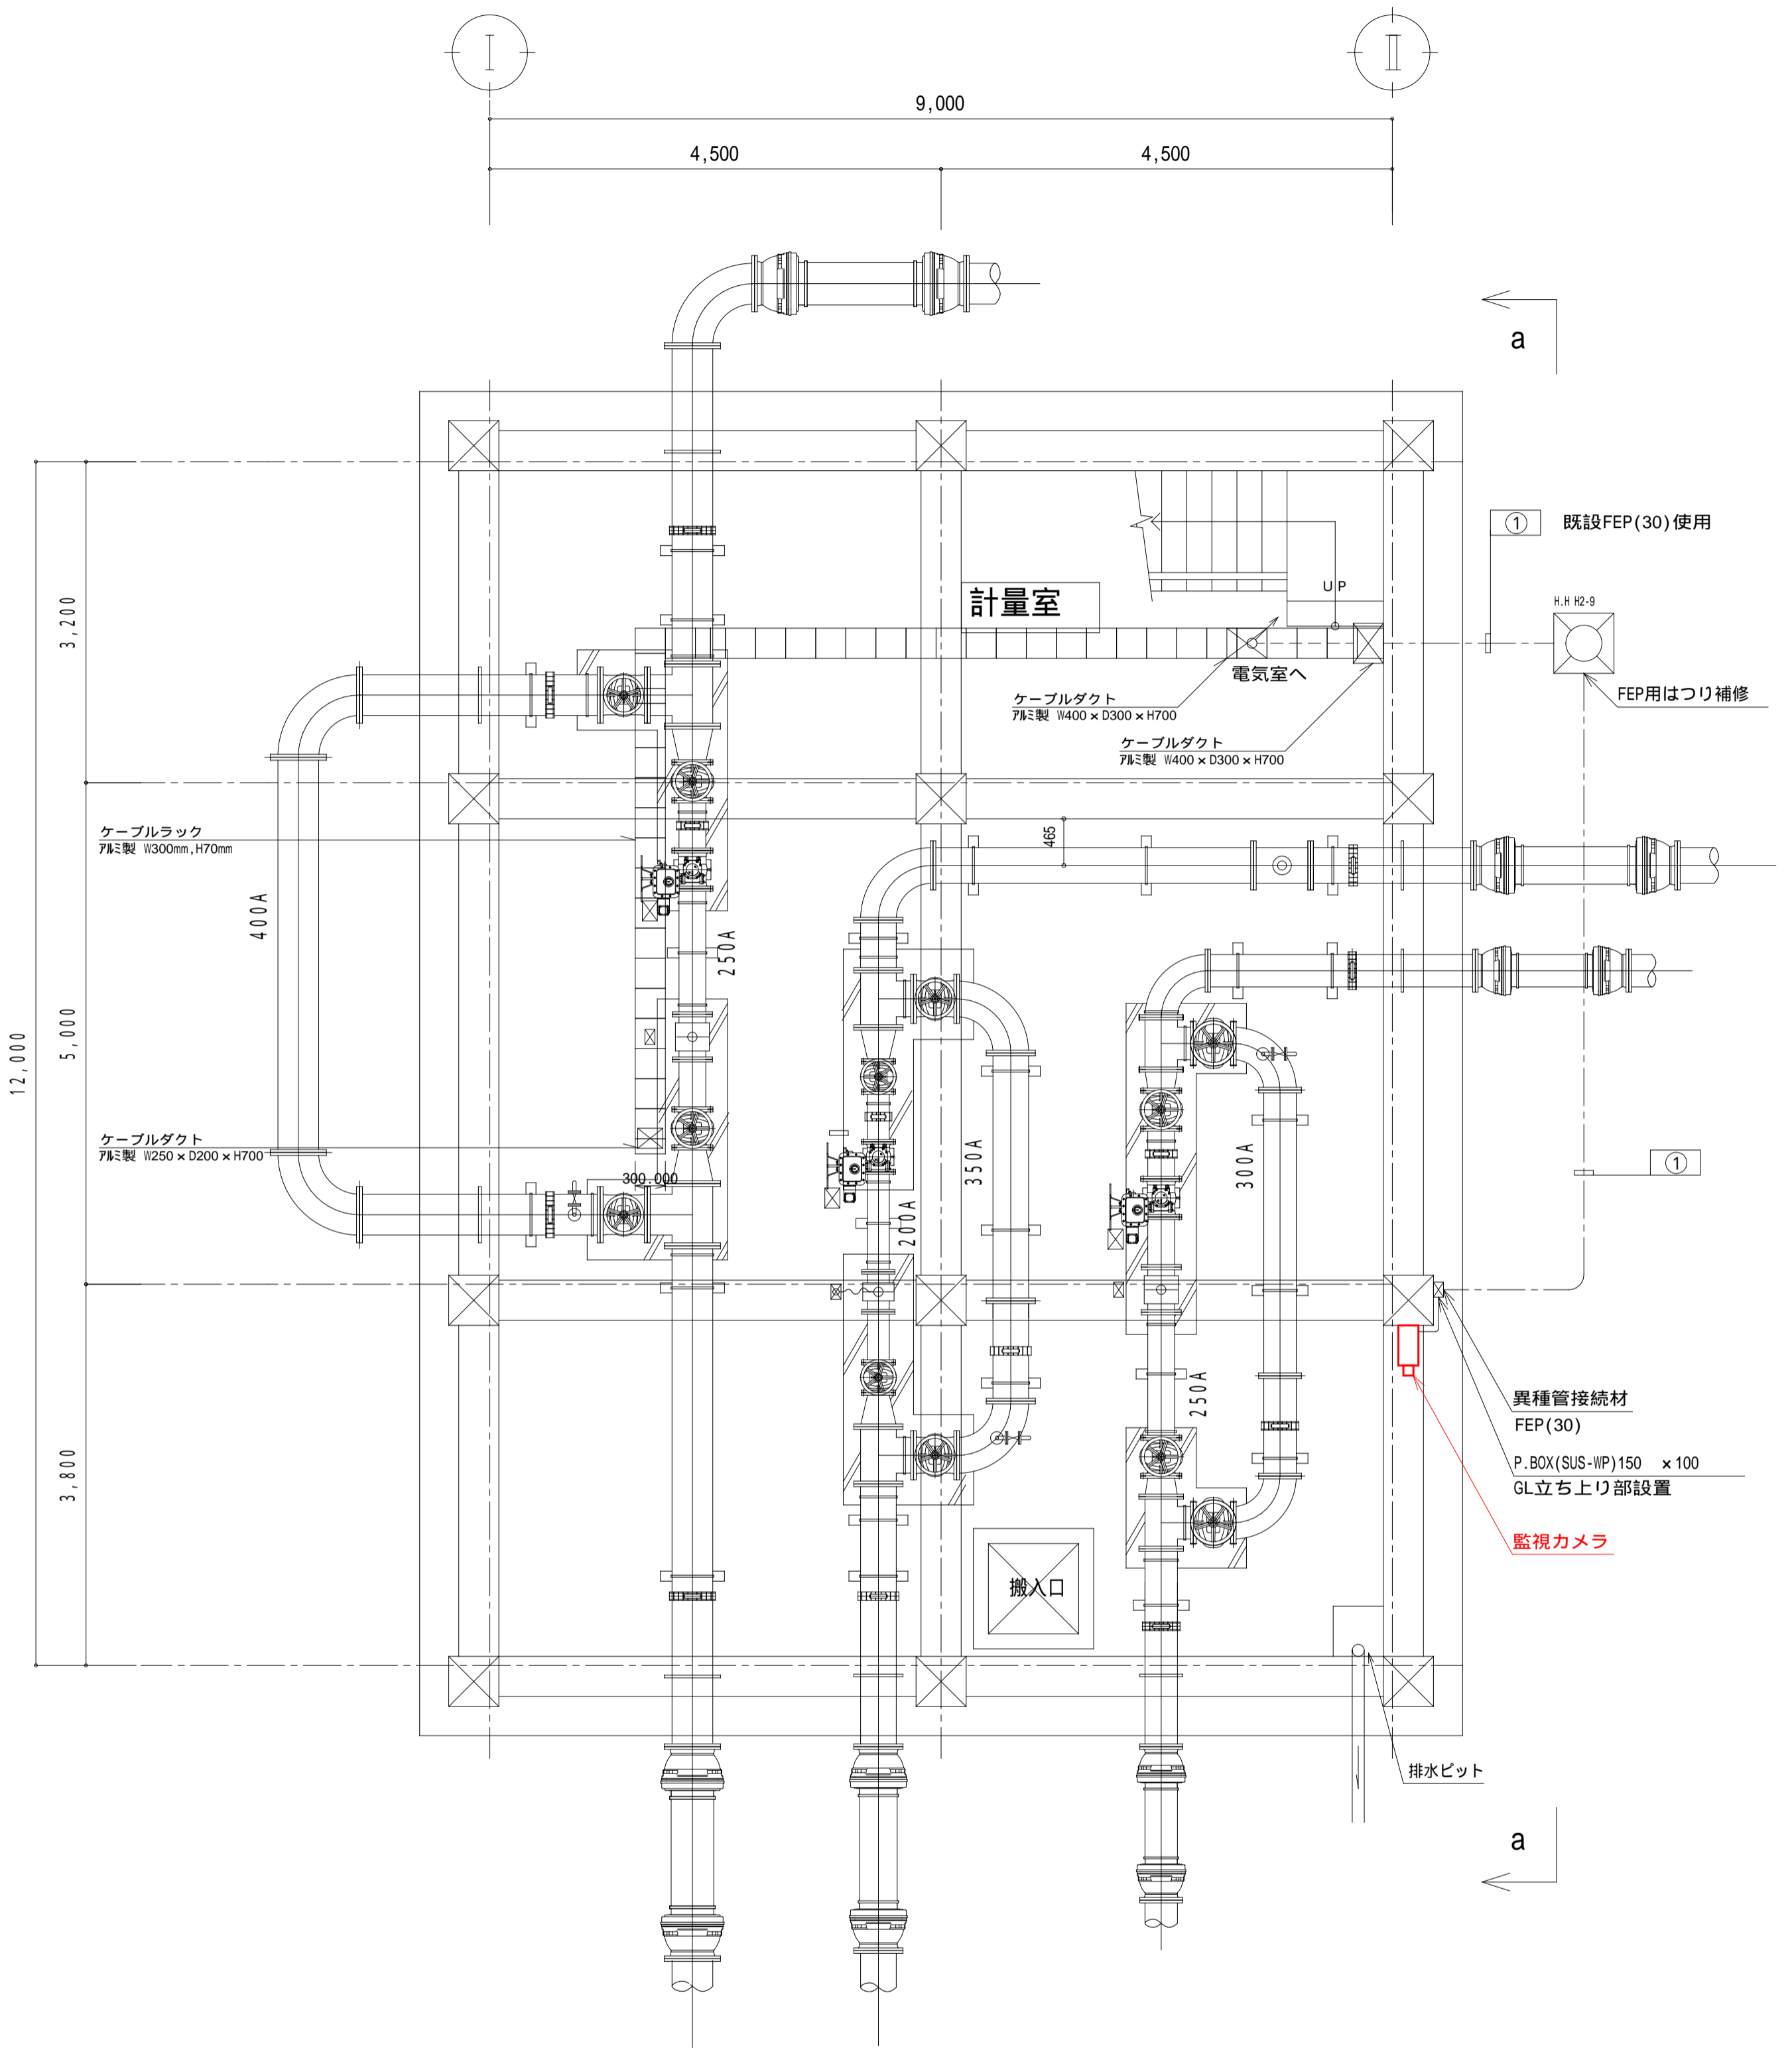 Ⅰ
Ⅱ
9,000
4,500
4,500
a
① 既設FEP(30)使用
UP
H.H H2-9
計量室
電気室へ
FEP用はつり補修
ケーブルダクト
アルミ製 W400×D300×H700
ケーブルダクト
アルミ製 W400×D300×H700
3,200
ケーブルラック
アルミ製 W300mm,H70mm
465
400A
250A
12,000
5,000
ケーブルダクト
アルミ製 W250×D200×H700
300.000
350A
300A
①
200A
250A
異種管接続材
FEP(30)
P.BOX(SUS-WP)150 ×100
GL立ち上り部設置
3,800
監視カメラ
搬入口
排水ピット
a